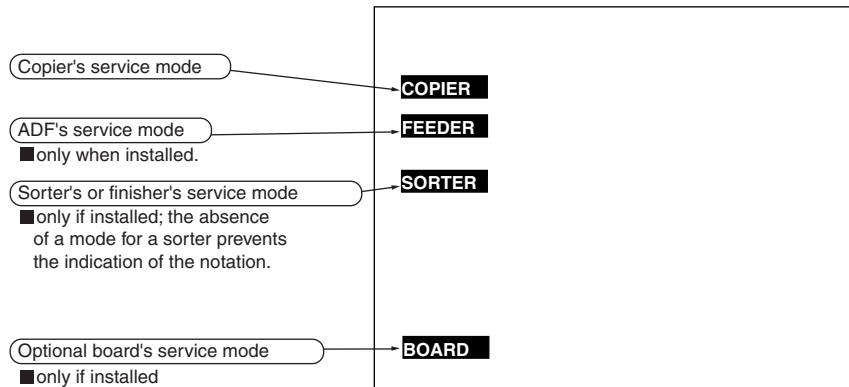 Copier's service mode
COPIER
ADF's service mode
FEEDER
■only when installed.
Sorter's or finisher's service mode
SORTER
■only if installed; the absence
of a mode for a sorter prevents
the indication of the notation.
Optional board's service mode
BOARD
■only if installed